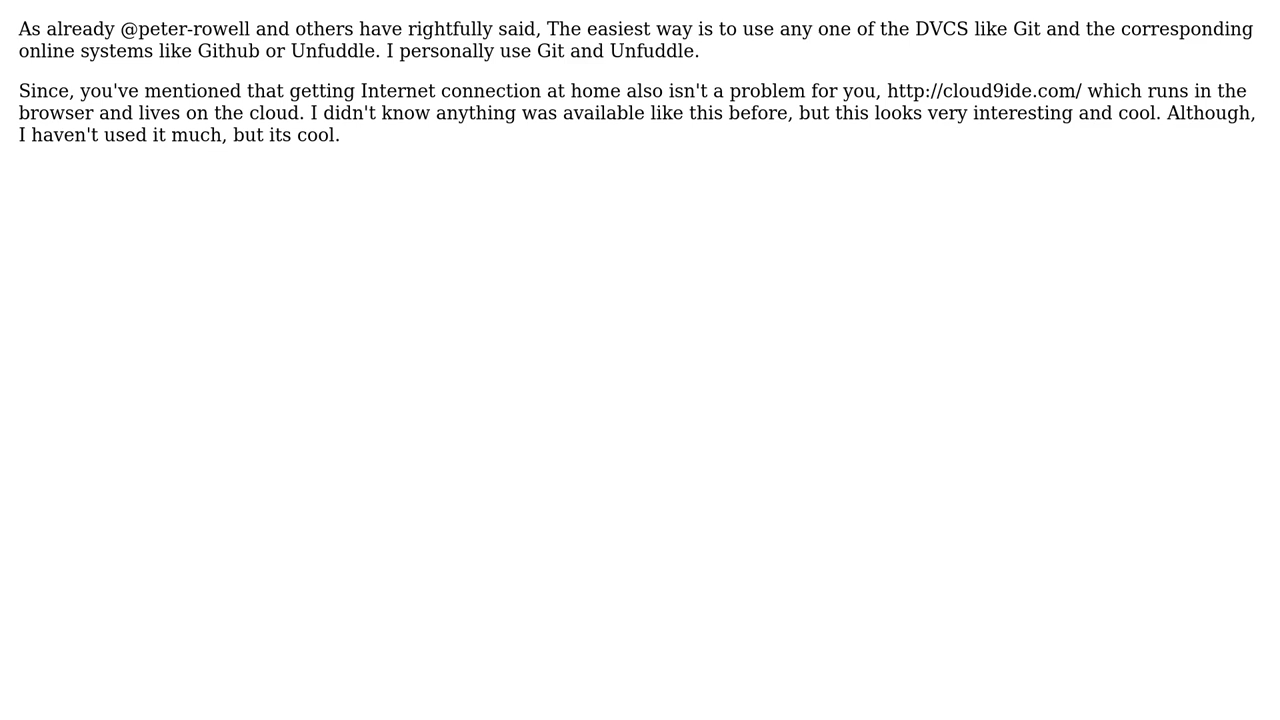 As already @peter-rowell and others have rightfully said, The easiest way is to use any one of the DVCS like Git and the corresponding
online systems like Github or Unfuddle. I personally use Git and Unfuddle.
Since, you've mentioned that getting Internet connection at home also isn't a problem for you, http://cloud9ide.com/ which runs in the
browser and lives on the cloud. I didn't know anything was available like this before, but this looks very interesting and cool. Although,
I haven't used it much, but its cool.